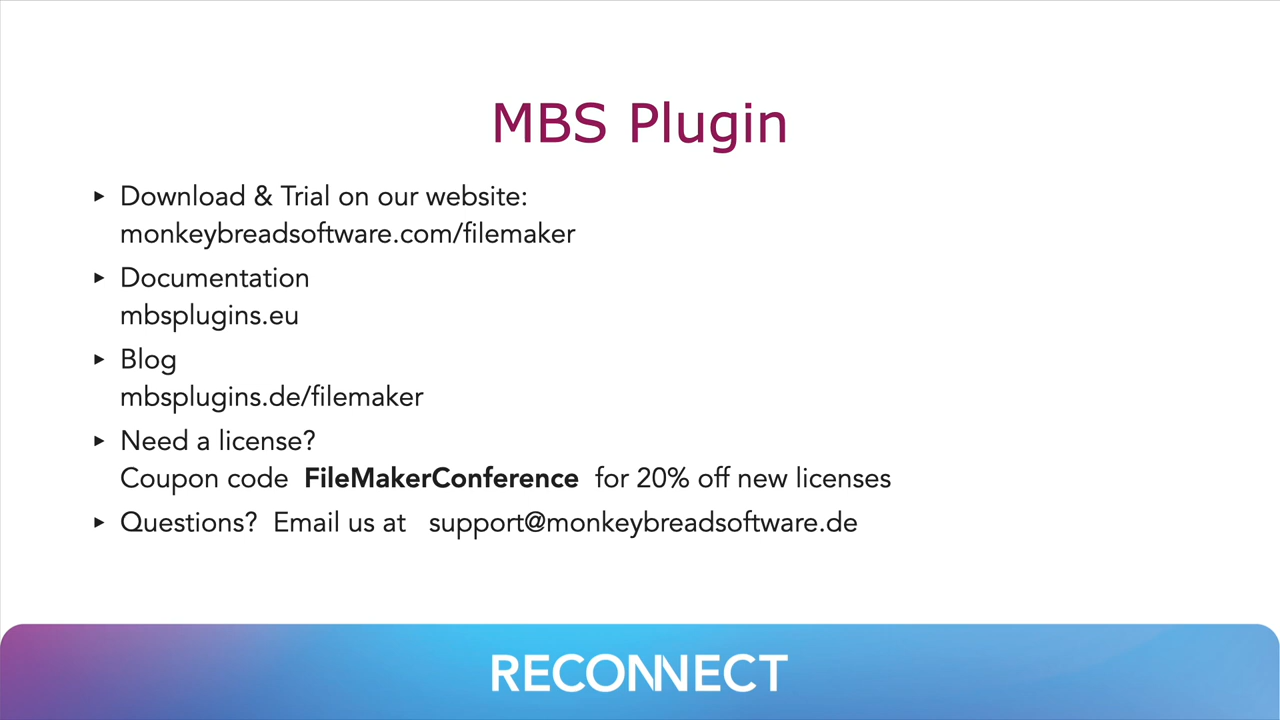 MBS Plugin
▸ Download & Trial on our website:
monkeybreadsoftware.com/filemaker
▸ Documentation
mbsplugins.eu
▸ Blog
mbsplugins.de/filemaker
▸ Need a license?
Coupon code FileMakerConference for 20% off new licenses
▸ Questions? Email us at support@monkeybreadsoftware.de
RECONNECT